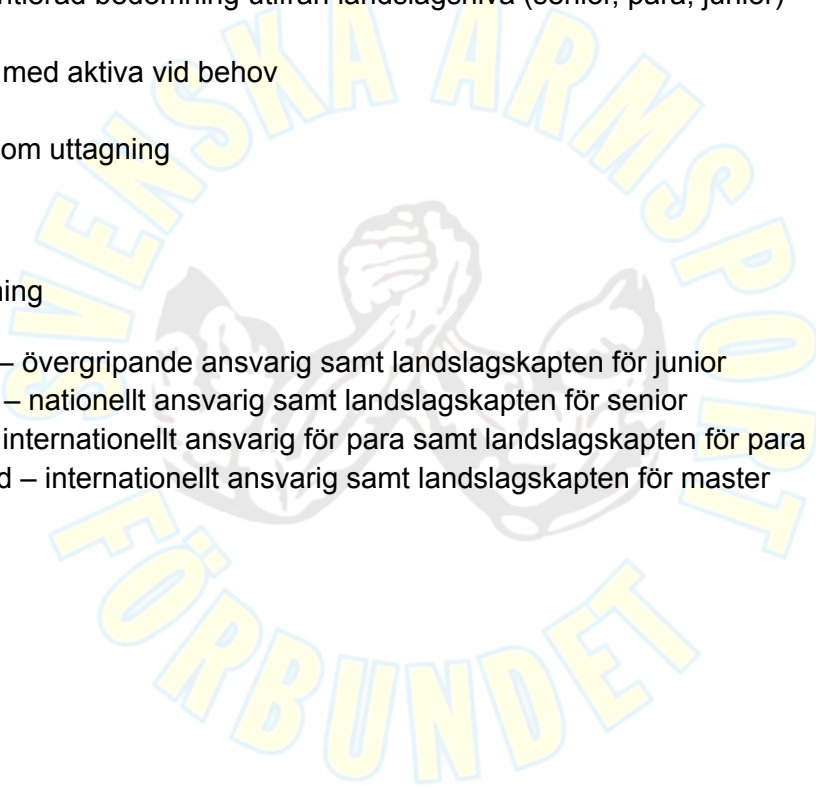 ntierad bedömning utifrån landslagsnivå (senior, para, junior)
med aktiva vid behov
om uttagning
ning
– övergripande ansvarig samt landslagskapten för junior
– nationellt ansvarig samt landslagskapten för senior
internationellt ansvarig för para samt landslagskapten för para
d – internationellt ansvarig samt landslagskapten för master
SVENSKA ARMSPORT
FÖRBUNDET